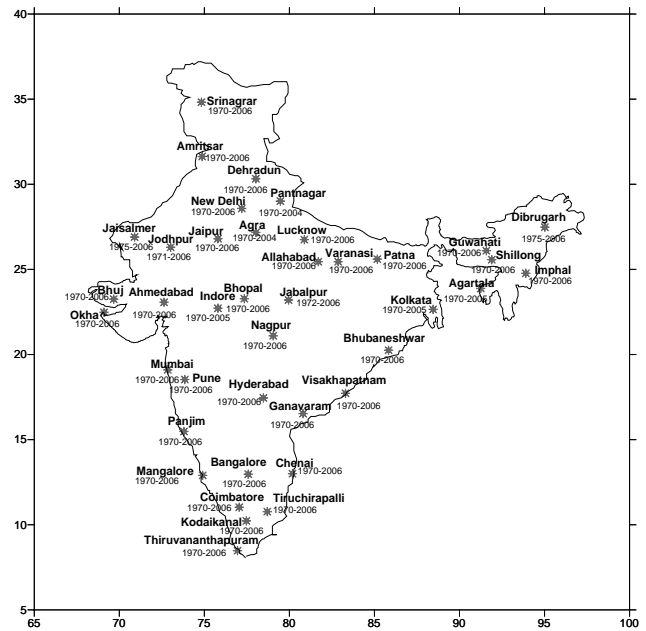 40
35
30
25
20
15
10
5
65 70 75 80 85 90 95 100
Srinagrar
1970-2006
Amritsar
1970-2006
Dehradun
1970-2006
Pantnagar
1970-2004
New Delhi
1970-2006
Agra
1970-2004
Lucknow
1970-2006
Jaisalmer
1975-2006
Jodhpur
1971-2006
Jaipur
1970-2006
Allahabad
1970-2006
Varanasi
1970-2006
Patna
1970-2006
Dibrugarh
1975-2006
Guwanati
1970-2006
Shillong
1970-2006
Imphal
1970-2006
Agartala
1970-2005
Kolkata
1970-2005
Bhuj
1970-2006
Okha
1970-2006
Ahmedabad
1970-2006
Indore
1970-2005
Bhopal
1970-2006
Jabalpur
1972-2006
Nagpur
1970-2006
Bhubaneshwar
1970-2006
Mumbai
1970-2006
Pune
1970-2006
Hyderabad
1970-2006
Visakhapatnam
1970-2006
Ganavaram
1970-2006
Panjim
1970-2006
Mangalore
1970-2006
Bangalore
1970-2006
Chenai
1970-2006
Coimbatore
1970-2006
Tiruchirapalli
1970-2006
Kodaikanal
1970-2006
Thiruvananthapuram
1970-2006